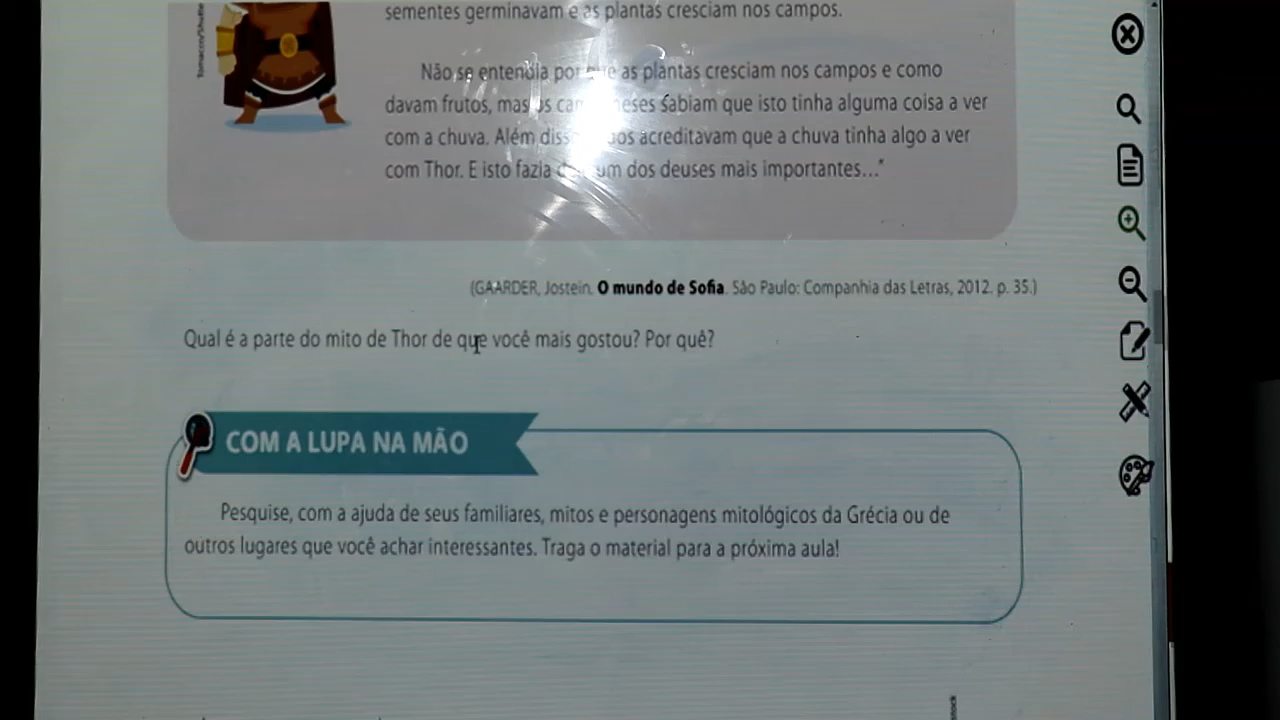 sementes germinavam e as plantas cresciam nos campos.
Não se entendia por que as plantas cresciam nos campos e como
davam frutos, mas os camponeses sabiam que isto tinha alguma coisa a ver
com a chuva. Além disso, todos acreditavam que a chuva tinha algo a ver
com Thor. E isto fazia dele um dos deuses mais importantes..."
(GAARDER, Jostein. O mundo de Sofia. São Paulo: Companhia das Letras, 2012. p. 35.)
Qual é a parte do mito de Thor de que você mais gostou? Por quê?
COM A LUPA NA MÃO
Pesquise, com a ajuda de seus familiares, mitos e personagens mitológicos da Grécia ou de
outros lugares que você achar interessantes. Traga o material para a próxima aula!